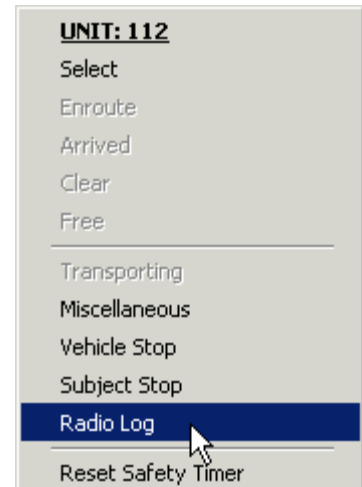 UNIT: 112
Select
Enroute
Arrived
Clear
Free
Transporting
Miscellaneous
Vehicle Stop
Subject Stop
Radio Log
Reset Safety Timer